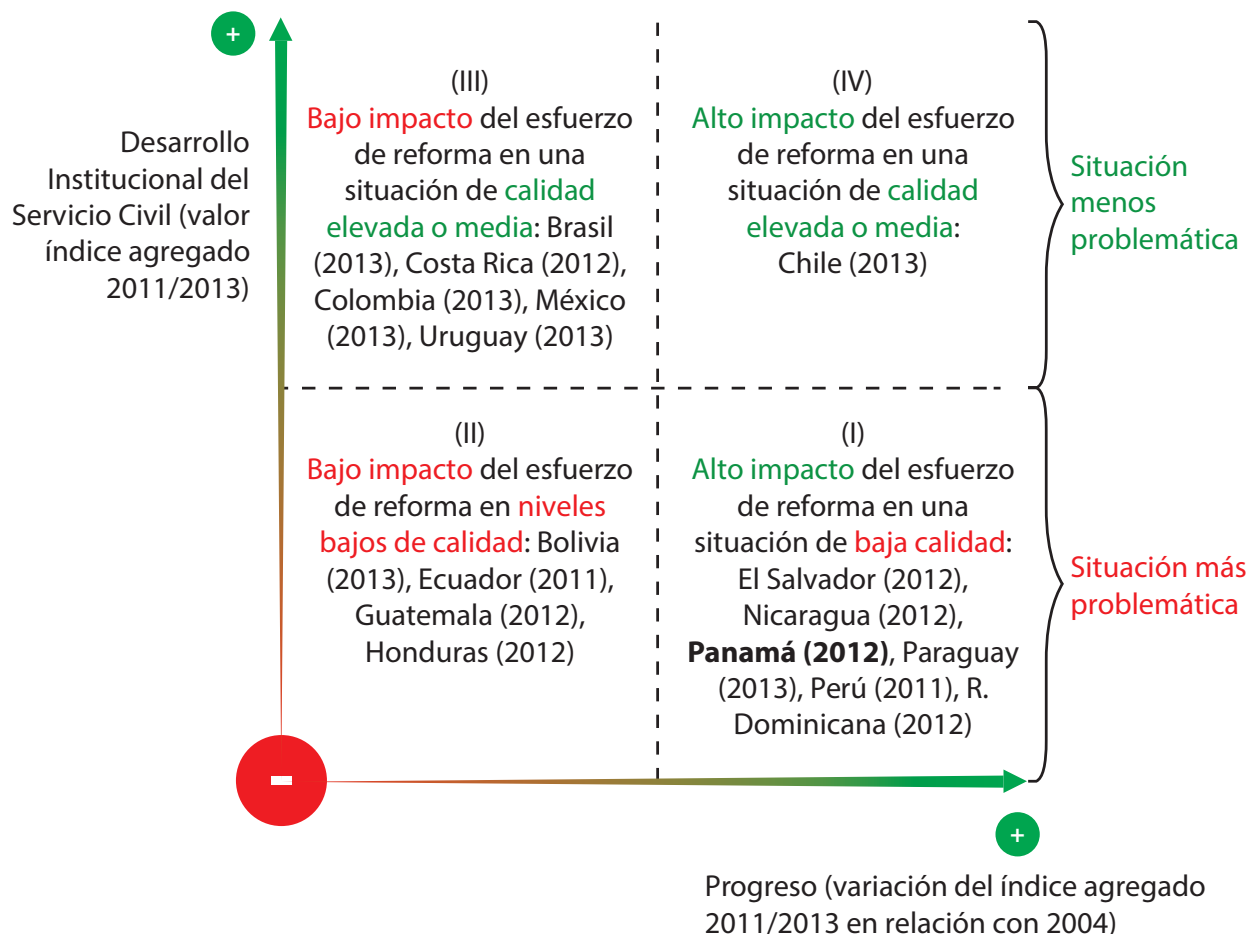 +
Desarrollo
Institucional del
Servicio Civil (valor
índice agregado
2011/2013)
(III)
Bajo impacto del esfuerzo
de reforma en una
situación de calidad
elevada o media: Brasil
(2013), Costa Rica (2012),
Colombia (2013), México
(2013), Uruguay (2013)
(IV)
Alto impacto del esfuerzo
de reforma en una
situación de calidad
elevada o media:
Chile (2013)
Situación
menos
problemática
(II)
Bajo impacto del esfuerzo
de reforma en niveles
bajos de calidad: Bolivia
(2013), Ecuador (2011),
Guatemala (2012),
Honduras (2012)
(I)
Alto impacto del esfuerzo
de reforma en una
situación de baja calidad:
El Salvador (2012),
Nicaragua (2012),
Panamá (2012), Paraguay
(2013), Perú (2011), R.
Dominicana (2012)
Situación más
problemática
-
+
Progreso (variación del índice agregado
2011/2013 en relación con 2004)